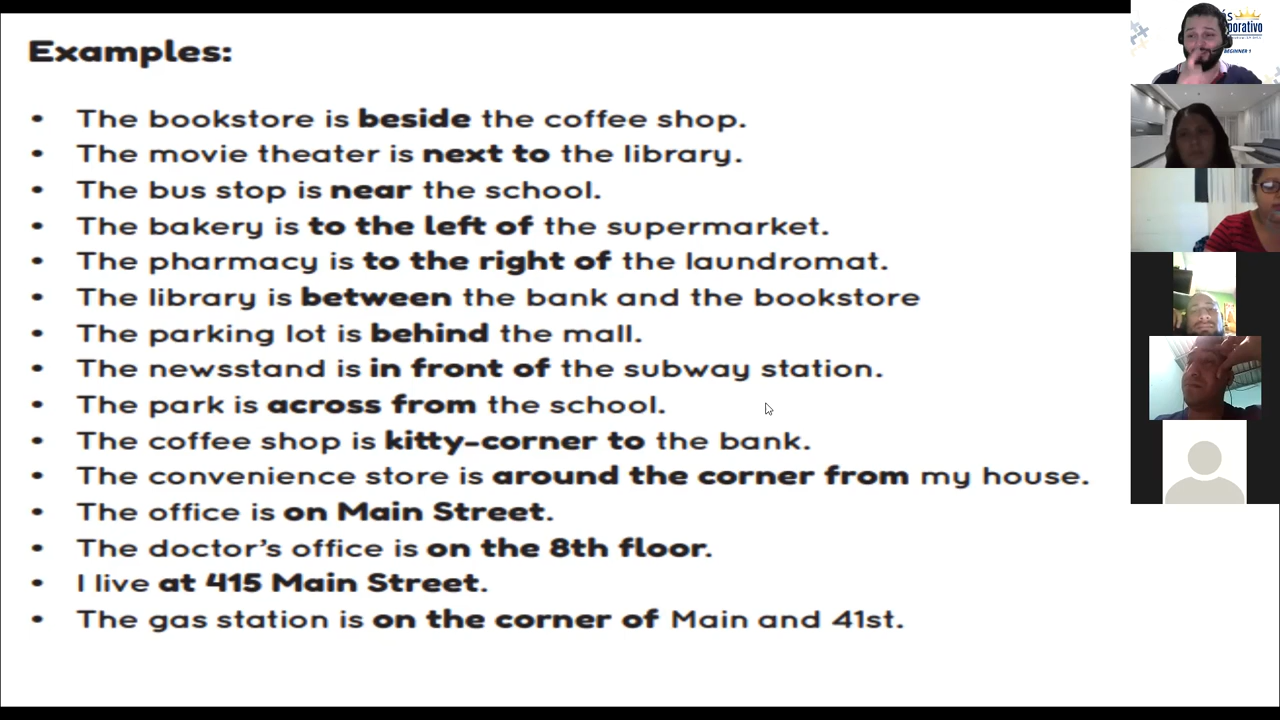 Examples:
• The bookstore is beside the coffee shop.
• The movie theater is next to the library.
• The bus stop is near the school.
• The bakery is to the left of the supermarket.
• The pharmacy is to the right of the laundromat.
• The library is between the bank and the bookstore
• The parking lot is behind the mall.
• The newsstand is in front of the subway station.
• The park is across from the school.
• The coffee shop is kitty-corner to the bank.
• The convenience store is around the corner from my house.
• The office is on Main Street.
• The doctor’s office is on the 8th floor.
• I live at 415 Main Street.
• The gas station is on the corner of Main and 41st.
BEGINNER 1